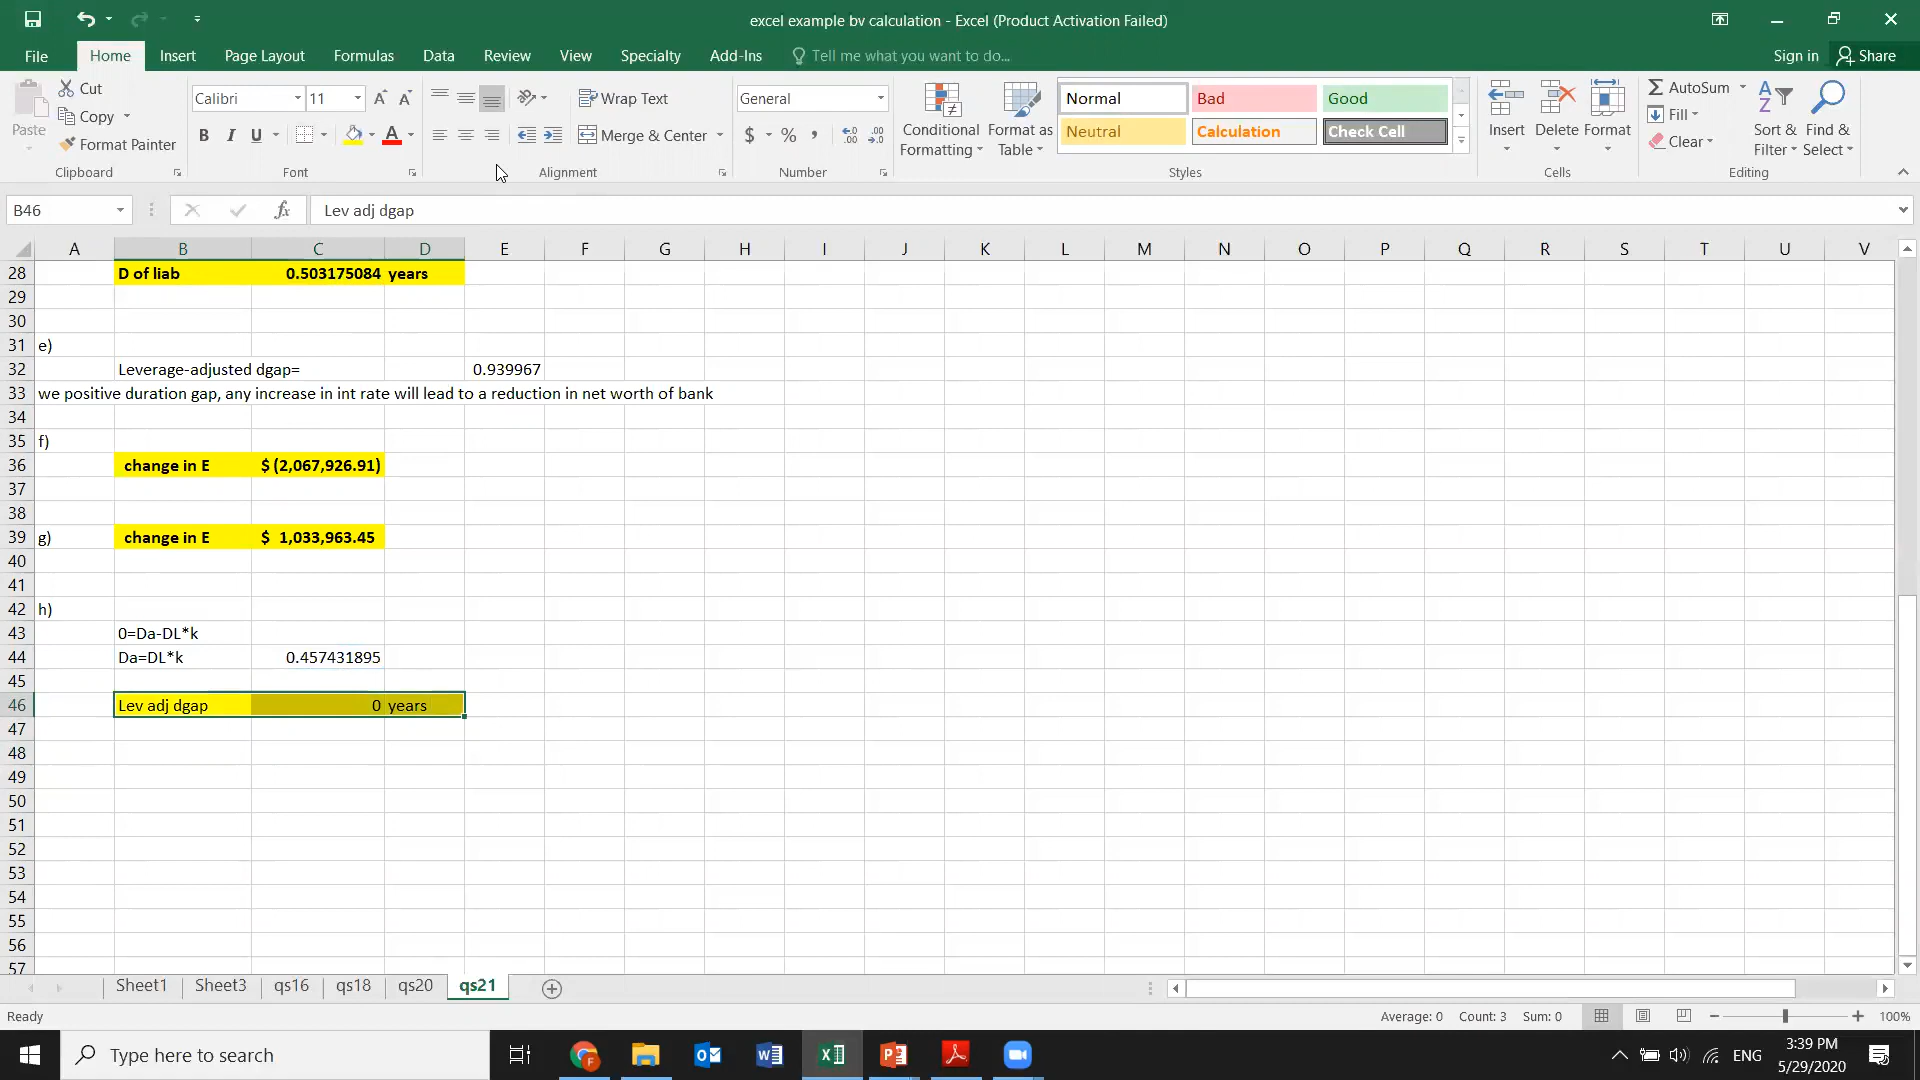 excel example bv calculation - Excel (Product Activation Failed)
File Home Insert Page Layout Formulas Data Review View Specialty Add-Ins Tell me what you want to do... Sign in Share
Paste
Cut
Copy
Format Painter
Clipboard
Calibri 11
B I U
Font
Wrap Text
Merge & Center
Alignment
General
$ % ,
Number
Conditional Formatting
Format as Table
Normal Bad Good
Neutral Calculation Check Cell
Styles
Insert Delete Format
Cells
AutoSum
Fill
Clear
Sort & Filter
Find & Select
Editing
B46 fx Lev adj dgap
A B C D E F G H I J K L M N O P Q R S T U V
28 D of liab 0.503175084 years
29
30
31 e)
32 Leverage-adjusted dgap= 0.939967
33 we positive duration gap, any increase in int rate will lead to a reduction in net worth of bank
34
35 f)
36 change in E $ (2,067,926.91)
37
38
39 g) change in E $ 1,033,963.45
40
41
42 h)
43 0=Da-DL*k
44 Da=DL*k 0.457431895
45
46 Lev adj dgap 0 years
47
48
49
50
51
52
53
54
55
56
57
Sheet1 Sheet3 qs16 qs18 qs20 qs21
Ready Average: 0 Count: 3 Sum: 0 100%
Type here to search
ENG
3:39 PM
5/29/2020